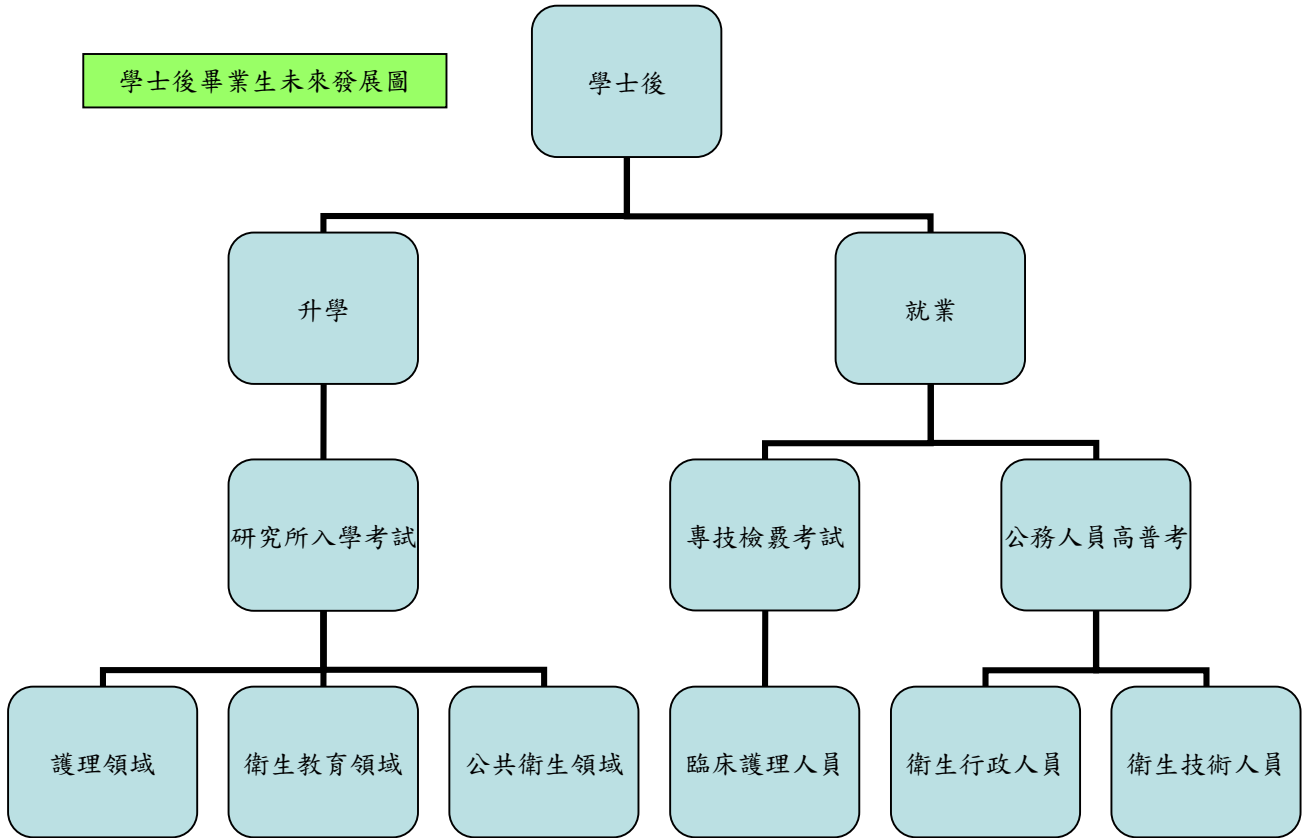 學士後畢業生未來發展圖
學士後
升學
就業
研究所入學考試
專技檢覈考試
公務人員高普考
護理領域
衛生教育領域
公共衛生領域
臨床護理人員
衛生行政人員
衛生技術人員